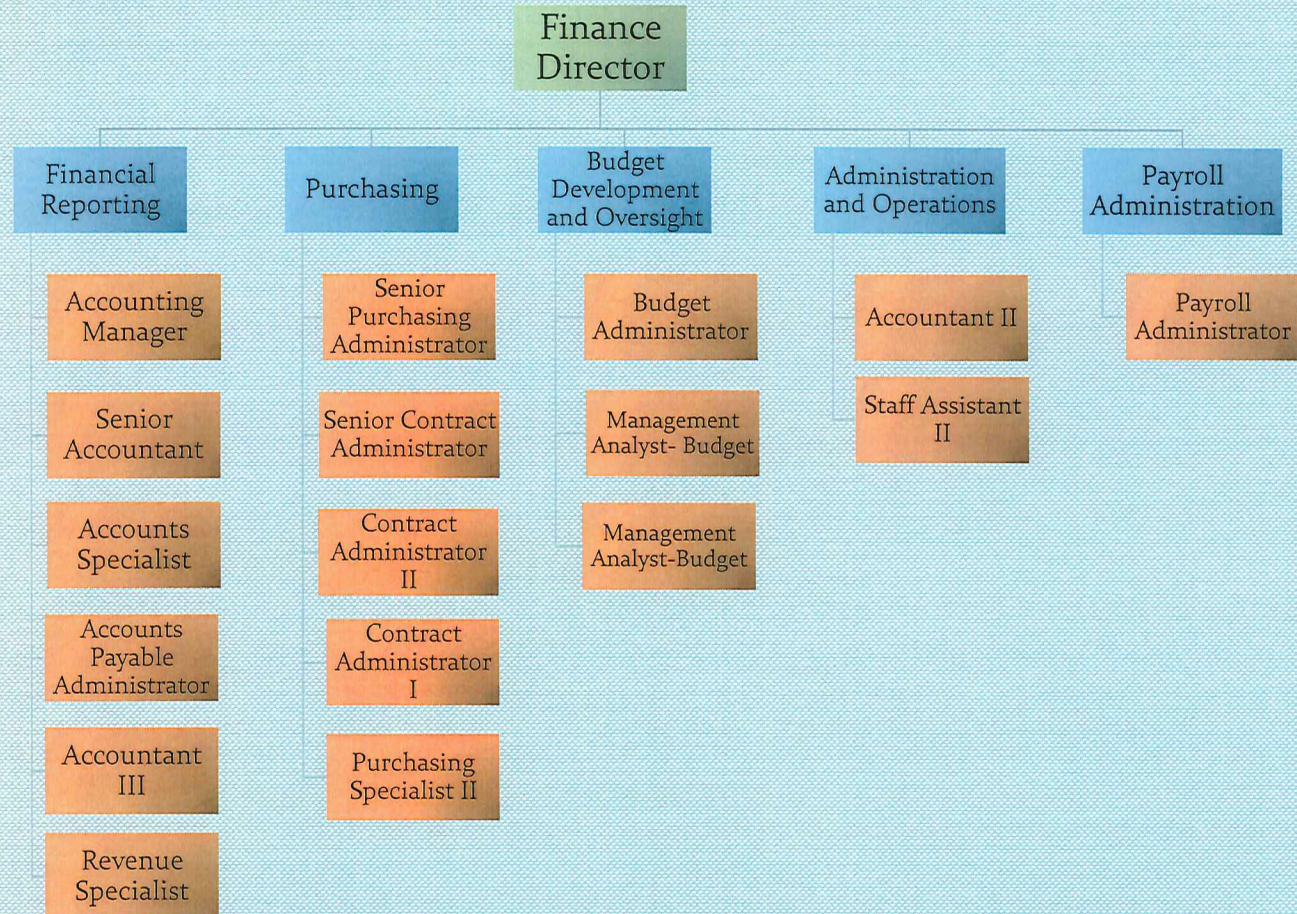 Finance
Director
Financial
Reporting
Purchasing
Budget
Development
and Oversight
Administration
and Operations
Payroll
Administration
Accounting
Manager
Senior
Accountant
Accounts
Specialist
Accounts
Payable
Administrator
Accountant
III
Revenue
Specialist
Senior
Purchasing
Administrator
Senior Contract
Administrator
Contract
Administrator
II
Contract
Administrator
I
Purchasing
Specialist II
Budget
Administrator
Management
Analyst- Budget
Management
Analyst-Budget
Accountant II
Staff Assistant
II
Payroll
Administrator